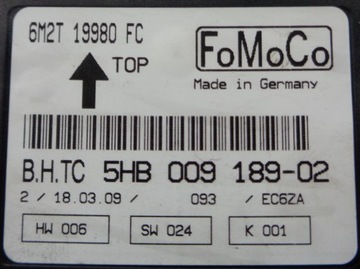 6M2T 19980 FC
FoMoCo
TOP
Made in Germany
B.H.TC 5HB 009 189-02
2 / 18.03.09 / 093 / EC6ZA
HW 006 SW 024 K 001